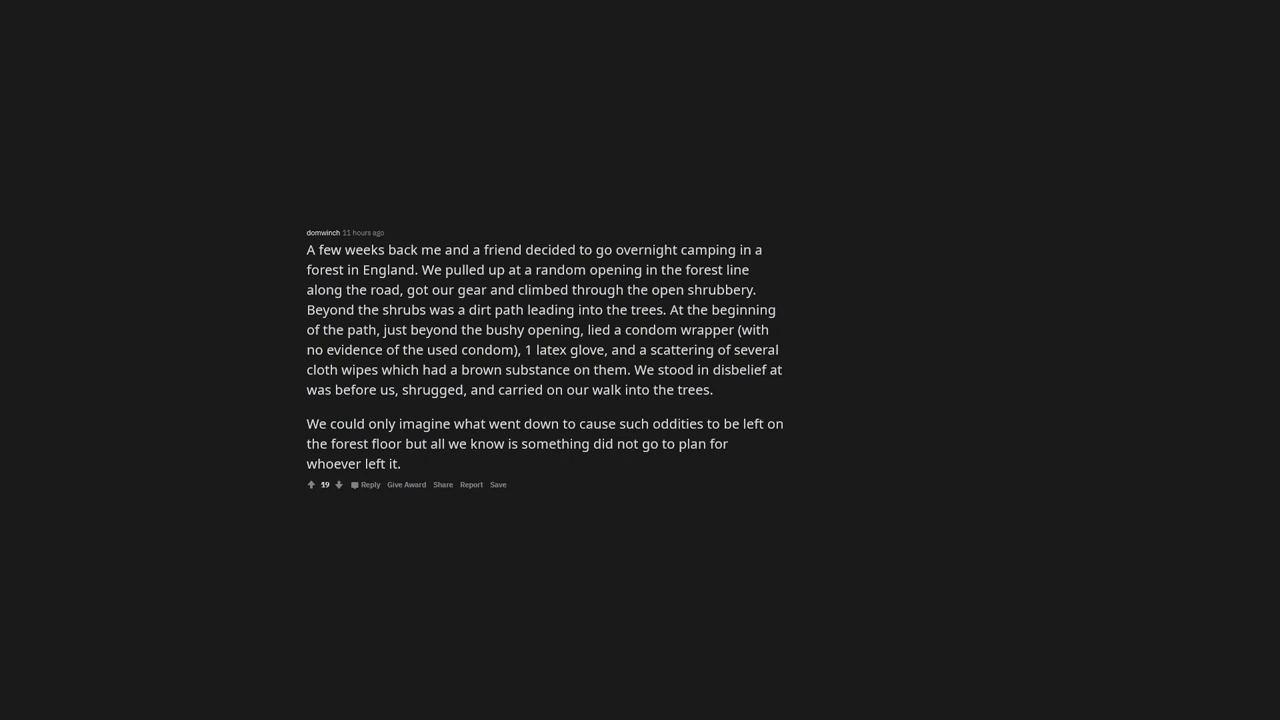 domwinch 11 hours ago
A few weeks back me and a friend decided to go overnight camping in a
forest in England. We pulled up at a random opening in the forest line
along the road, got our gear and climbed through the open shrubbery.
Beyond the shrubs was a dirt path leading into the trees. At the beginning
of the path, just beyond the bushy opening, lied a condom wrapper (with
no evidence of the used condom), 1 latex glove, and a scattering of several
cloth wipes which had a brown substance on them. We stood in disbelief at
was before us, shrugged, and carried on our walk into the trees.
We could only imagine what went down to cause such oddities to be left on
the forest floor but all we know is something did not go to plan for
whoever left it.
19 Reply Give Award Share Report Save